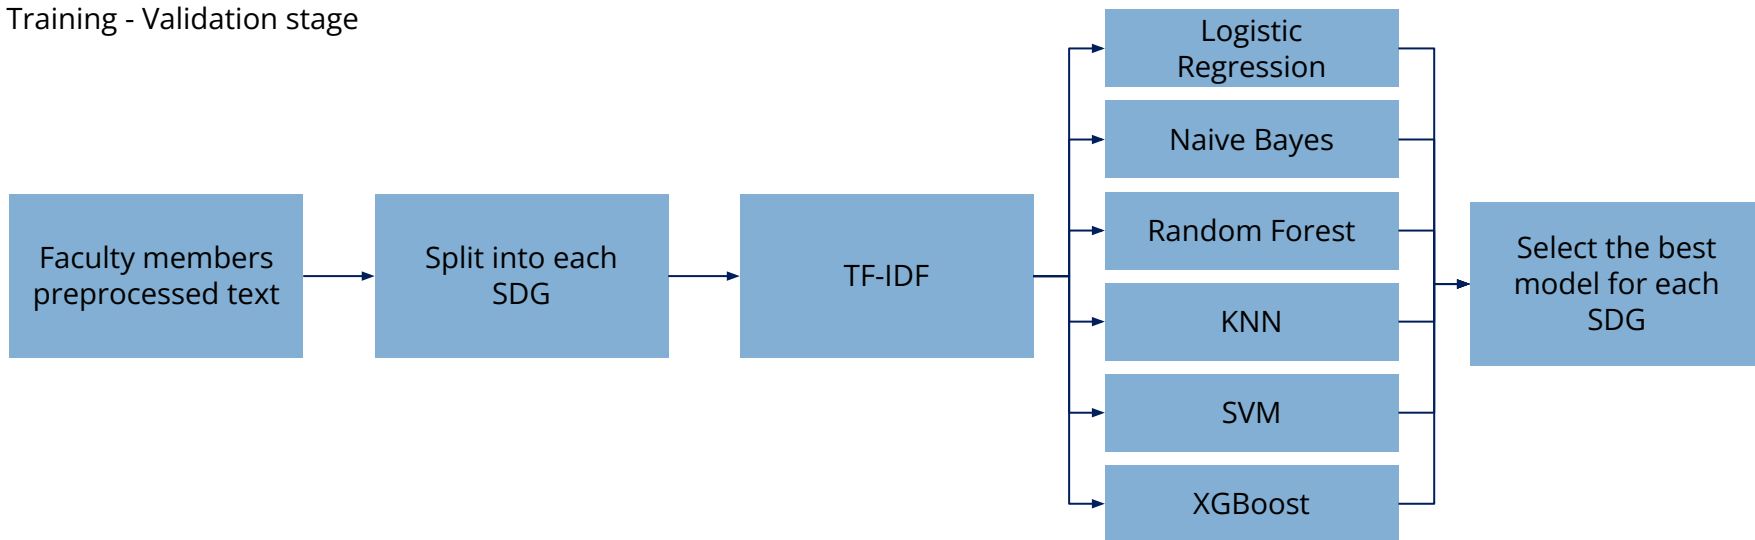 Training - Validation stage
Faculty members
preprocessed text
Split into each
SDG
TF-IDF
Logistic
Regression
Naive Bayes
Random Forest
KNN
SVM
XGBoost
Select the best
model for each
SDG